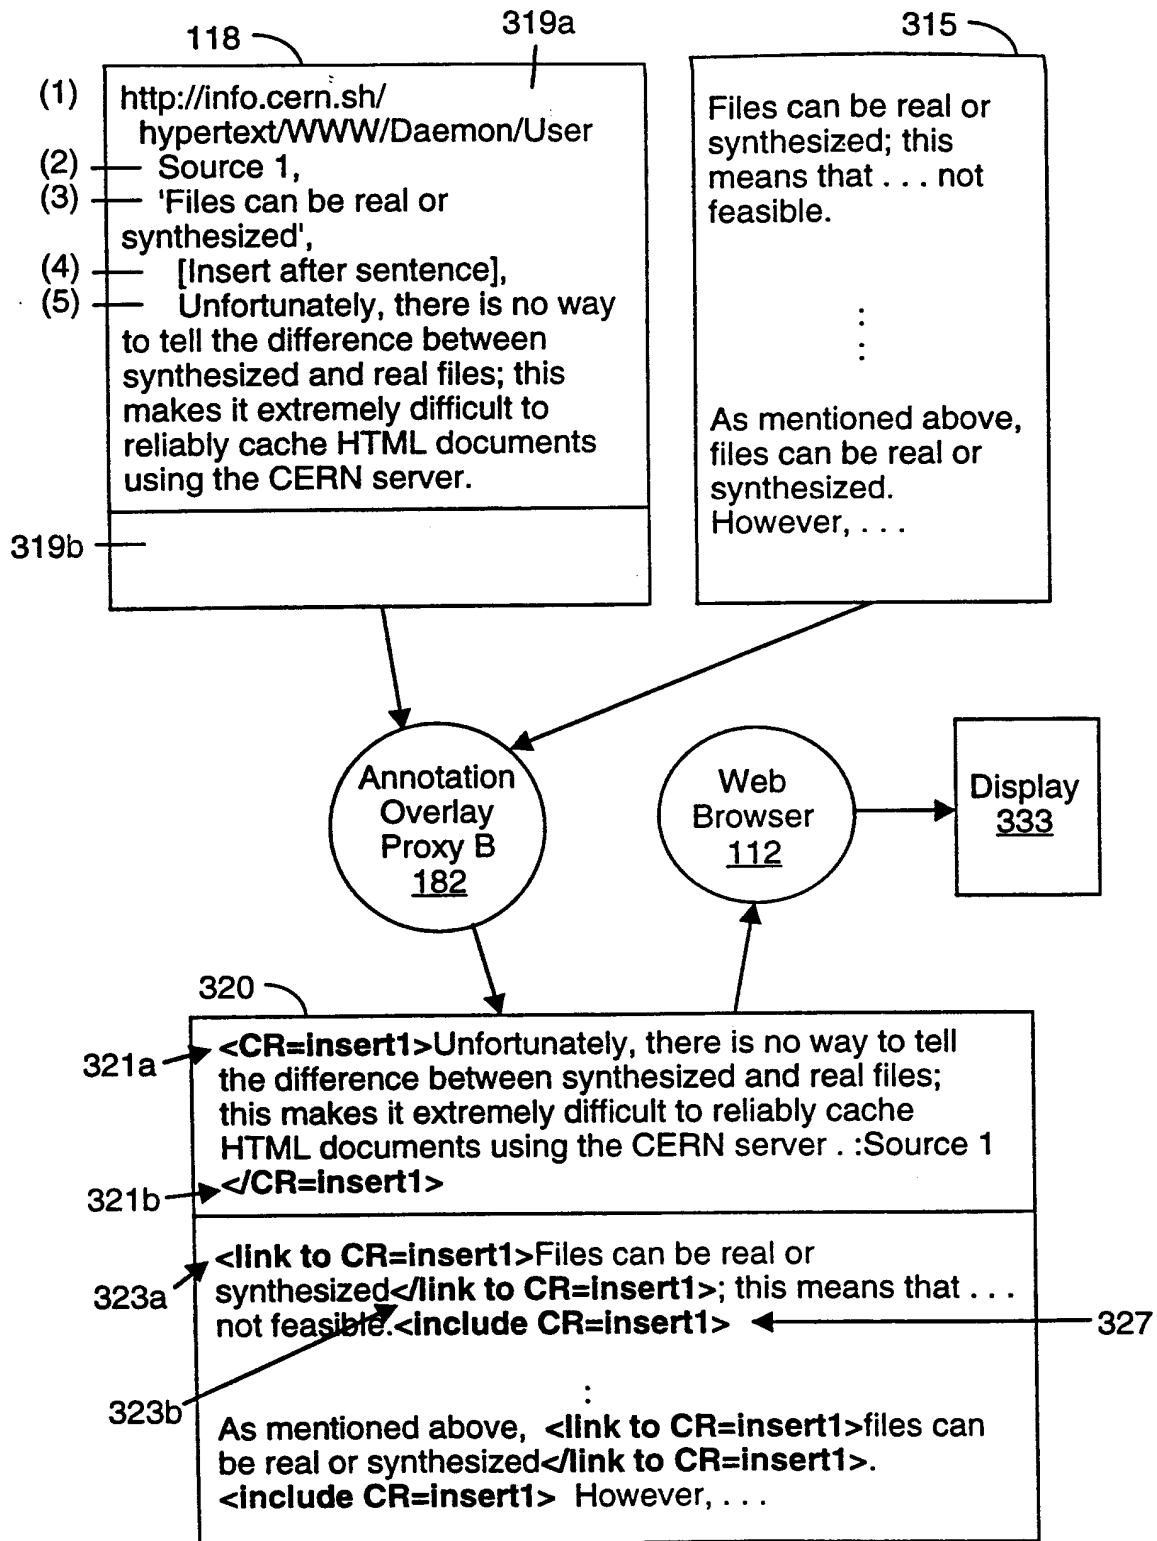 118
319a
315
(1) http://info.cern.sh/
hypertext/WWW/Daemon/User
(2) Source 1,
(3) 'Files can be real or
synthesized',
(4) [Insert after sentence],
(5) Unfortunately, there is no way
to tell the difference between
synthesized and real files; this
makes it extremely difficult to
reliably cache HTML documents
using the CERN server.
319b
Files can be real or
synthesized; this
means that . . . not
feasible.
As mentioned above,
files can be real or
synthesized.
However, . . .
Annotation
Overlay
Proxy B
182
Web
Browser
112
Display
333
320
321a
<CR=insert1>Unfortunately, there is no way to tell
the difference between synthesized and real files;
this makes it extremely difficult to reliably cache
HTML documents using the CERN server . :Source 1
321b
</CR=insert1>
323a
<link to CR=insert1>Files can be real or
synthesized</link to CR=insert1>; this means that . . .
not feasible.<include CR=insert1>
327
323b
As mentioned above, <link to CR=insert1>files can
be real or synthesized</link to CR=insert1>.
<include CR=insert1> However, . . .